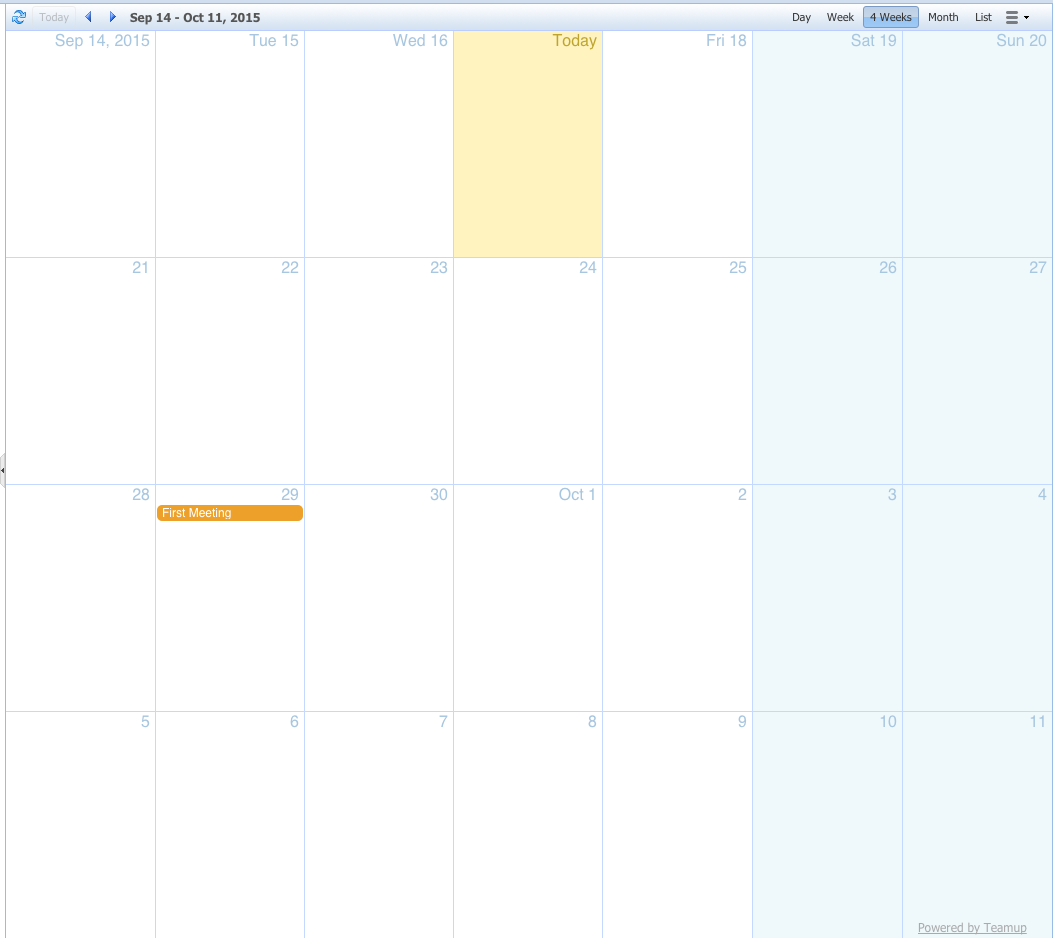 Today Sep 14 - Oct 11, 2015 Day Week 4 Weeks Month List
Sep 14, 2015 Tue 15 Wed 16 Today Fri 18 Sat 19 Sun 20
21 22 23 24 25 26 27
28 29 30 Oct 1 2 3 4
First Meeting
5 6 7 8 9 10 11
Powered by Teamup